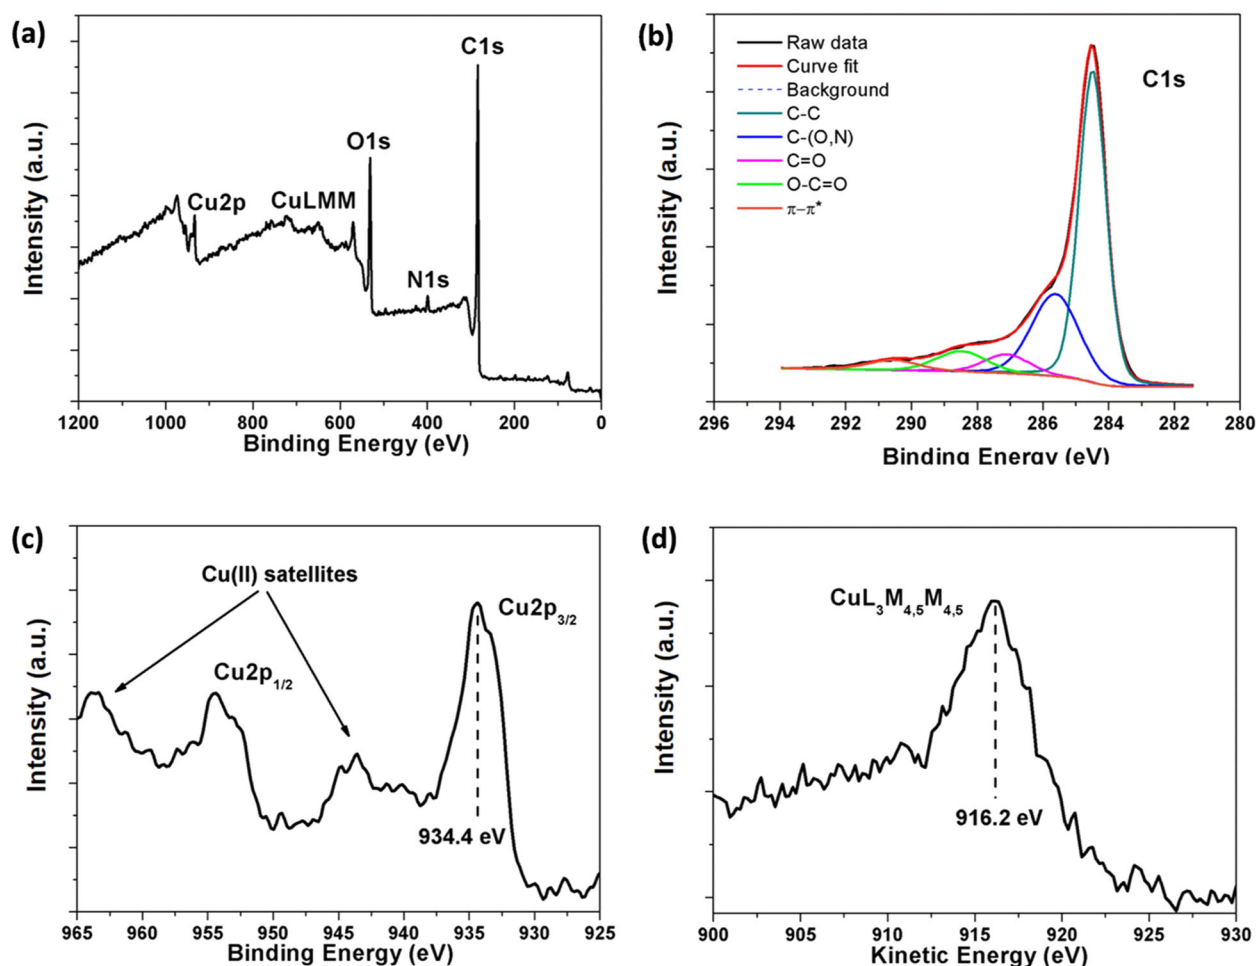 (a)
C1s
O1s
Cu2p
CuLMM
N1s
Intensity (a.u.)
1200 1000 800 600 400 200 0
Binding Energy (eV)
(b)
Raw data
Curve fit
Background
C-C
C-(O,N)
C=O
O-C=O
π–π*
C1s
Intensity (a.u.)
296 294 292 290 288 286 284 282 280
Binding Energy (eV)
(c)
Cu(II) satellites
Cu2p3/2
Cu2p1/2
934.4 eV
Intensity (a.u.)
965 960 955 950 945 940 935 930 925
Binding Energy (eV)
(d)
CuL3M4,5M4,5
916.2 eV
Intensity (a.u.)
900 905 910 915 920 925 930
Kinetic Energy (eV)